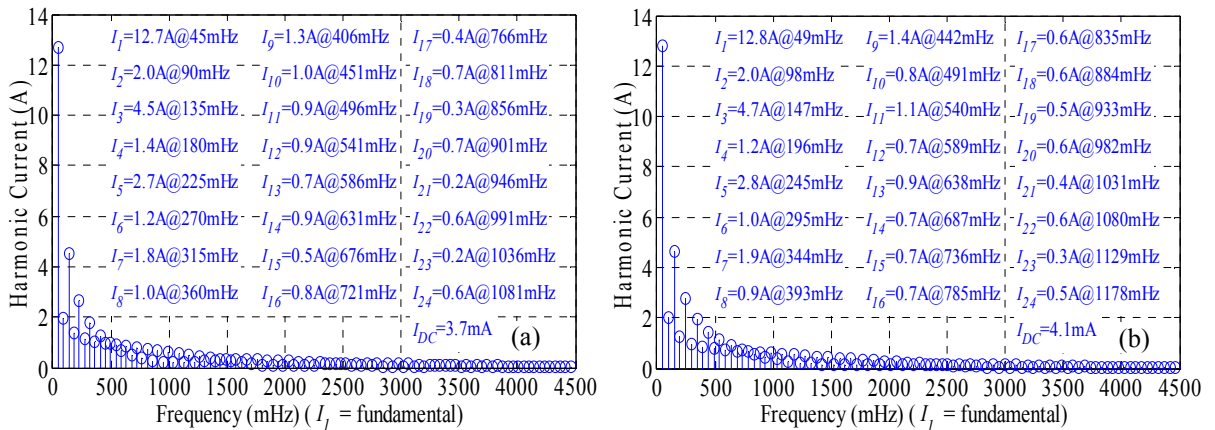 14
12
10
8
6
4
2
0
Harmonic Current (A)
I1=12.7A@45mHz I9=1.3A@406mHz I17=0.4A@766mHz
I2=2.0A@90mHz I10=1.0A@451mHz I18=0.7A@811mHz
I3=4.5A@135mHz I11=0.9A@496mHz I19=0.3A@856mHz
I4=1.4A@180mHz I12=0.9A@541mHz I20=0.7A@901mHz
I5=2.7A@225mHz I13=0.7A@586mHz I21=0.2A@946mHz
I6=1.2A@270mHz I14=0.9A@631mHz I22=0.6A@991mHz
I7=1.8A@315mHz I15=0.5A@676mHz I23=0.2A@1036mHz
I8=1.0A@360mHz I16=0.8A@721mHz I24=0.6A@1081mHz
IDC=3.7mA (a)
0 500 1000 1500 2000 2500 3000 3500 4000 4500
Frequency (mHz) ( I1 = fundamental)
14
12
10
8
6
4
2
0
Harmonic Current (A)
I1=12.8A@49mHz I9=1.4A@442mHz I17=0.6A@835mHz
I2=2.0A@98mHz I10=0.8A@491mHz I18=0.6A@884mHz
I3=4.7A@147mHz I11=1.1A@540mHz I19=0.5A@933mHz
I4=1.2A@196mHz I12=0.7A@589mHz I20=0.6A@982mHz
I5=2.8A@245mHz I13=0.9A@638mHz I21=0.4A@1031mHz
I6=1.0A@295mHz I14=0.7A@687mHz I22=0.6A@1080mHz
I7=1.9A@344mHz I15=0.7A@736mHz I23=0.3A@1129mHz
I8=0.9A@393mHz I16=0.7A@785mHz I24=0.5A@1178mHz
IDC=4.1mA (b)
0 500 1000 1500 2000 2500 3000 3500 4000 4500
Frequency (mHz) ( I1 = fundamental)